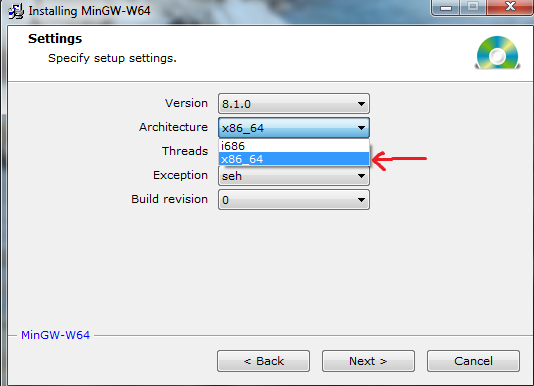 Installing MinGW-W64
Settings
Specify setup settings.
Version 8.1.0
Architecture x86_64
i686
Threads
x86_64
Exception seh
Build revision 0
MinGW-W64
< Back Next > Cancel